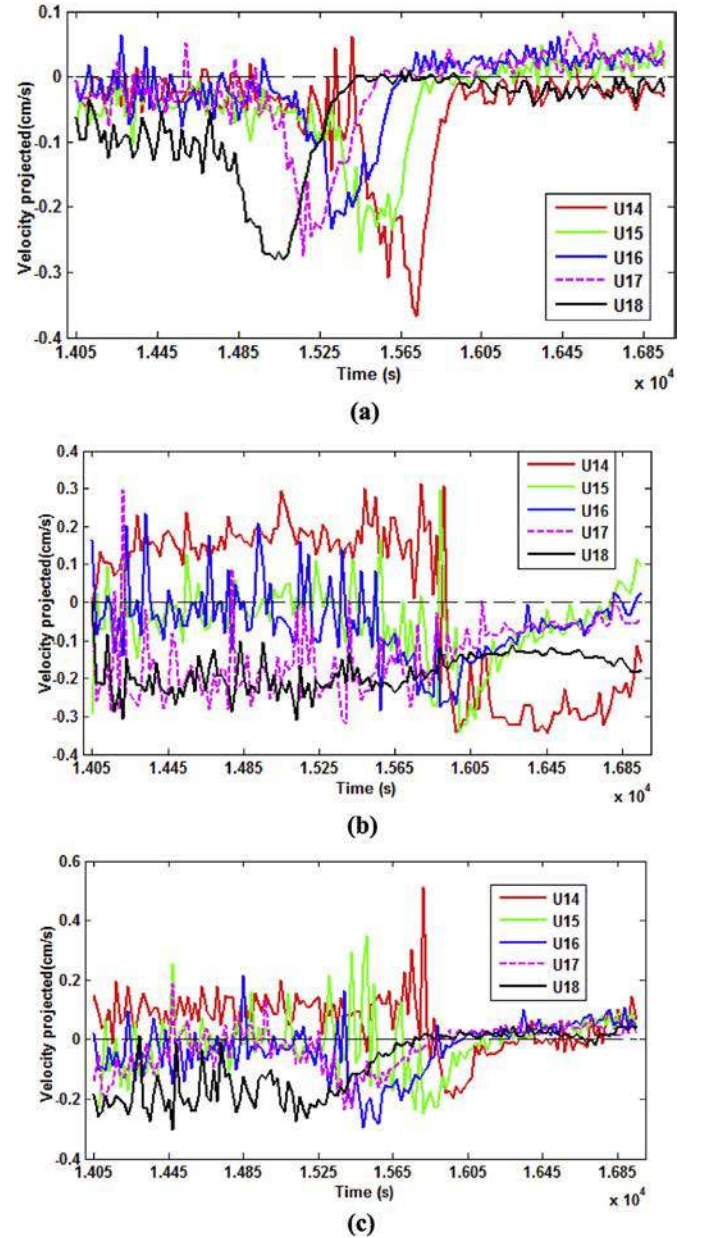 0.1
0
-0.1
-0.2
-0.3
-0.4
Velocity projected(cm/s)
U14
U15
U16
U17
U18
1.405 1.445 1.485 1.525 1.565 1.605 1.645 1.685
Time (s)
x 10⁴
(a)
0.4
0.3
0.2
0.1
0
-0.1
-0.2
-0.3
-0.4
Velocity projected(cm/s)
U14
U15
U16
U17
U18
1.405 1.445 1.485 1.525 1.565 1.605 1.645 1.685
Time (s)
x 10⁴
(b)
0.6
0.4
0.2
0
-0.2
-0.4
Velocity projected(cm/s)
U14
U15
U16
U17
U18
1.405 1.445 1.485 1.525 1.565 1.605 1.645 1.685
Time (s)
x 10⁴
(c)